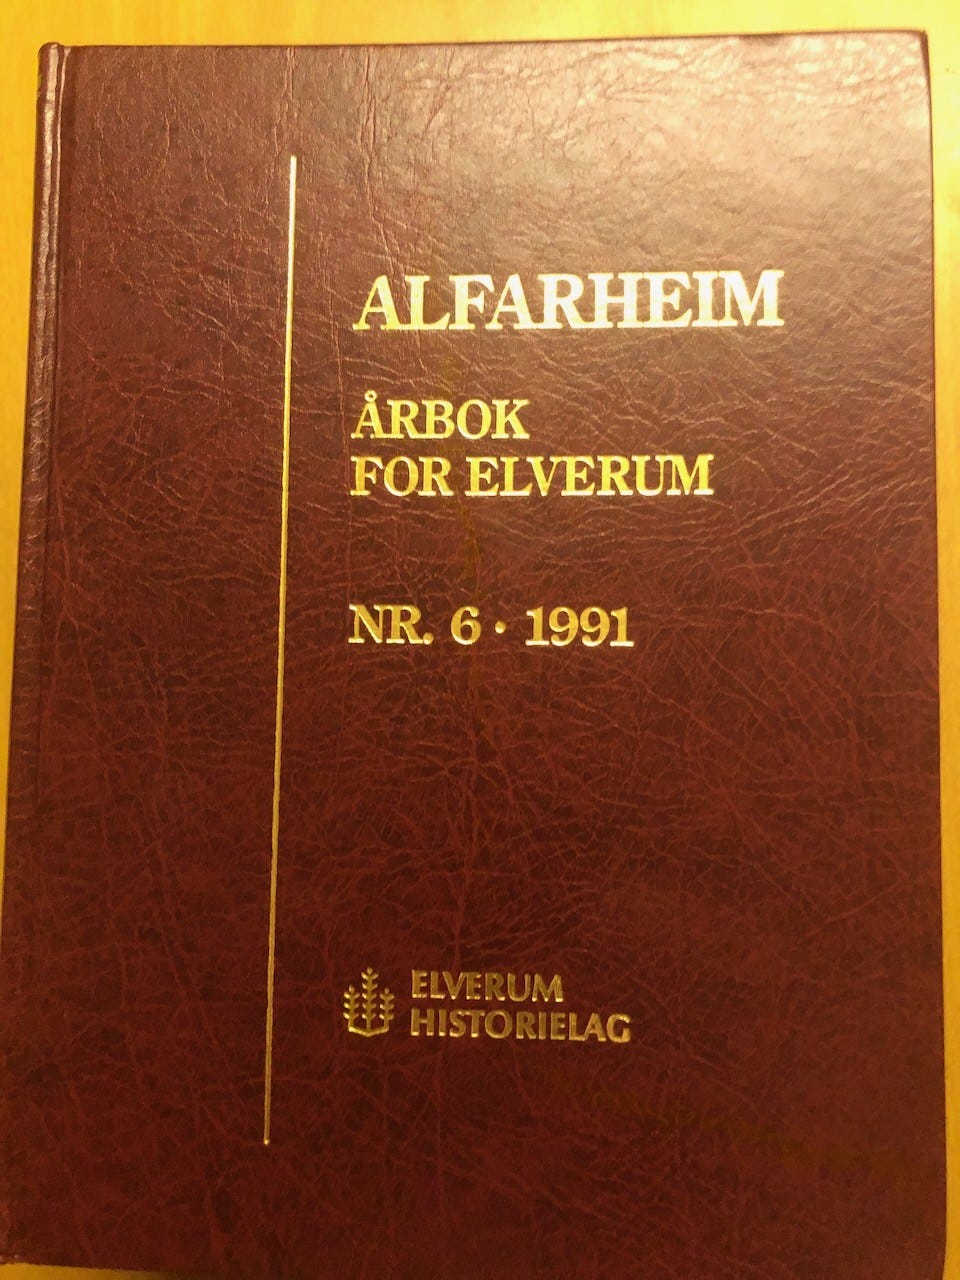 ALFARHEIM
ÅRBOK
FOR ELVERUM
NR. 6 · 1991
ELVERUM
HISTORIELAG